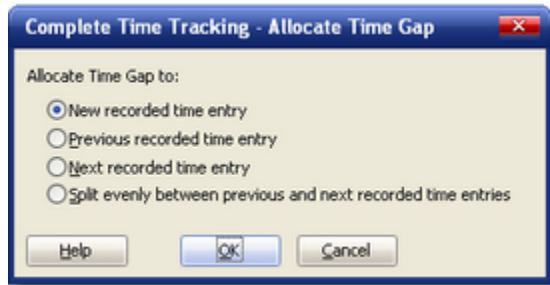 Complete Time Tracking - Allocate Time Gap
Allocate Time Gap to:
New recorded time entry
Previous recorded time entry
Next recorded time entry
Split evenly between previous and next recorded time entries
Help OK Cancel